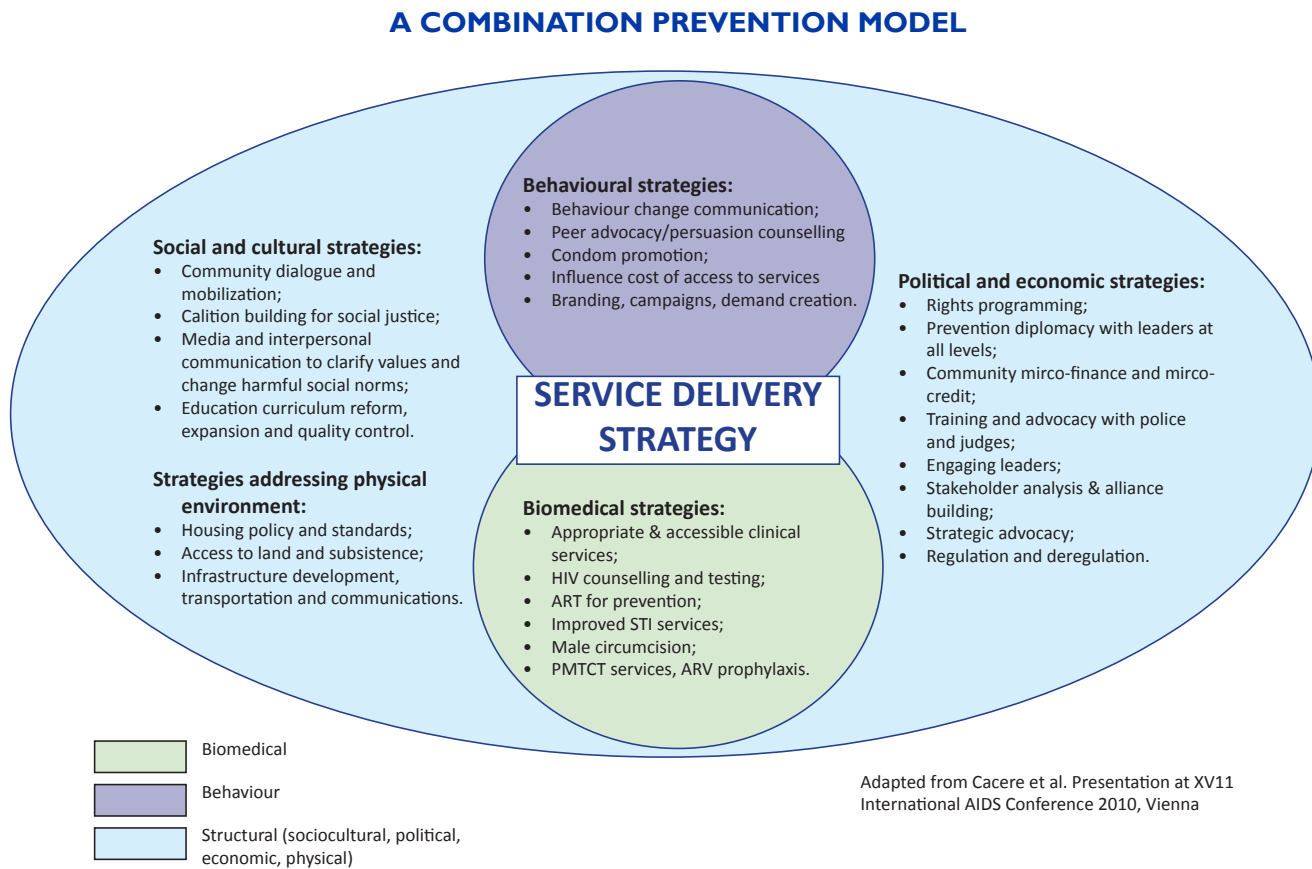 A COMBINATION PREVENTION MODEL
Behavioural strategies:
• Behaviour change communication;
• Peer advocacy/persuasion counselling
• Condom promotion;
• Influence cost of access to services
• Branding, campaigns, demand creation.
Social and cultural strategies:
• Community dialogue and
mobilization;
• Calition building for social justice;
• Media and interpersonal
communication to clarify values and
change harmful social norms;
• Education curriculum reform,
expansion and quality control.
Strategies addressing physical
environment:
• Housing policy and standards;
• Access to land and subsistence;
• Infrastructure development,
transportation and communications.
SERVICE DELIVERY
STRATEGY
Biomedical strategies:
• Appropriate & accessible clinical
services;
• HIV counselling and testing;
• ART for prevention;
• Improved STI services;
• Male circumcision;
• PMTCT services, ARV prophylaxis.
Political and economic strategies:
• Rights programming;
• Prevention diplomacy with leaders at
all levels;
• Community mirco-finance and mirco-
credit;
• Training and advocacy with police
and judges;
• Engaging leaders;
• Stakeholder analysis & alliance
building;
• Strategic advocacy;
• Regulation and deregulation.
Biomedical
Behaviour
Structural (sociocultural, political,
economic, physical)
Adapted from Cacere et al. Presentation at XV11
International AIDS Conference 2010, Vienna